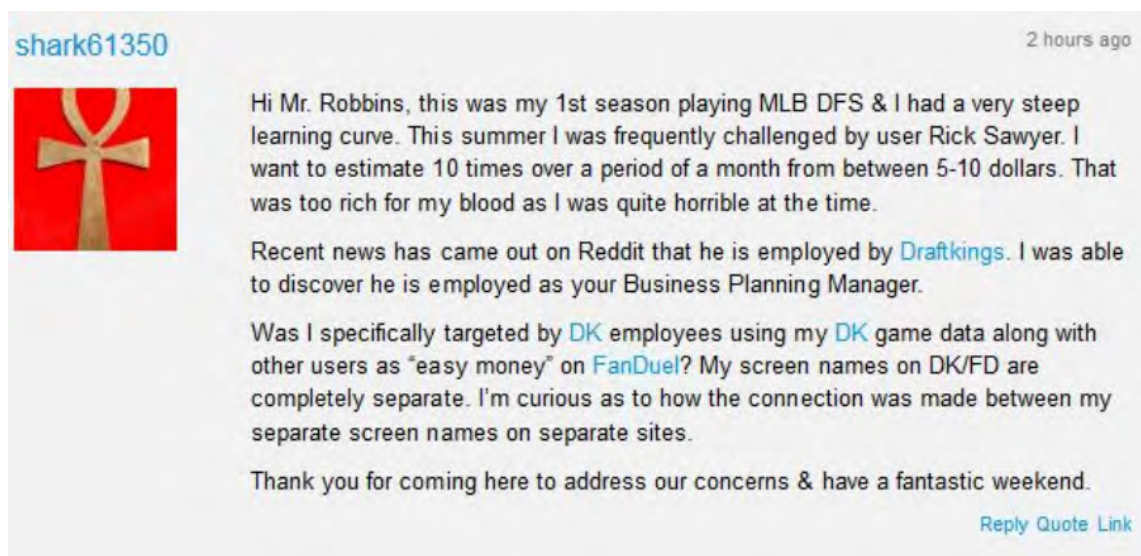 shark61350
2 hours ago
Hi Mr. Robbins, this was my 1st season playing MLB DFS & I had a very steep
learning curve. This summer I was frequently challenged by user Rick Sawyer. I
want to estimate 10 times over a period of a month from between 5-10 dollars. That
was too rich for my blood as I was quite horrible at the time.
Recent news has came out on Reddit that he is employed by Draftkings. I was able
to discover he is employed as your Business Planning Manager.
Was I specifically targeted by DK employees using my DK game data along with
other users as “easy money” on FanDuel? My screen names on DK/FD are
completely separate. I’m curious as to how the connection was made between my
separate screen names on separate sites.
Thank you for coming here to address our concerns & have a fantastic weekend.
Reply Quote Link